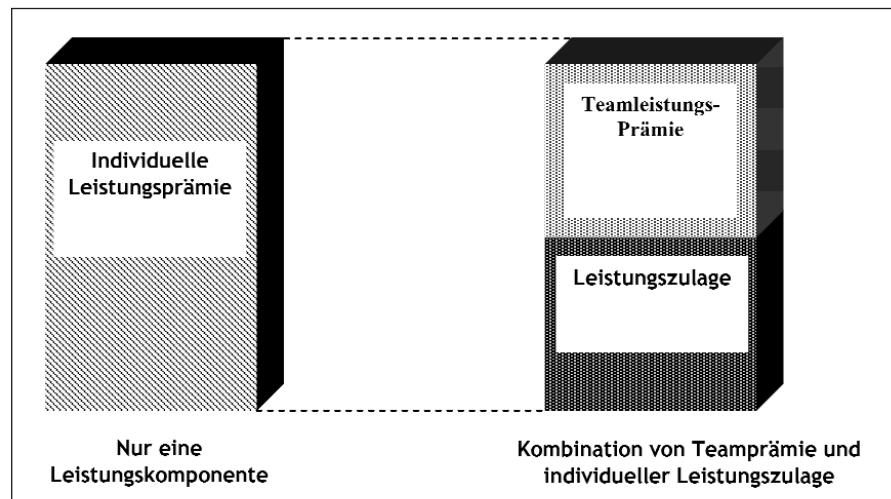 Individuelle
Leistungsprämie
Teamleistungs-
Prämie
Leistungszulage
Nur eine
Leistungskomponente
Kombination von Teamprämie und
individueller Leistungszulage